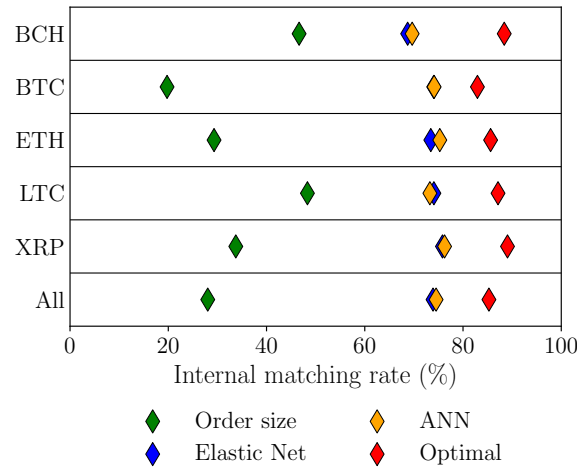 BCH
BTC
ETH
LTC
XRP
All
0 20 40 60 80 100
Internal matching rate (%)
Order size ANN
Elastic Net Optimal